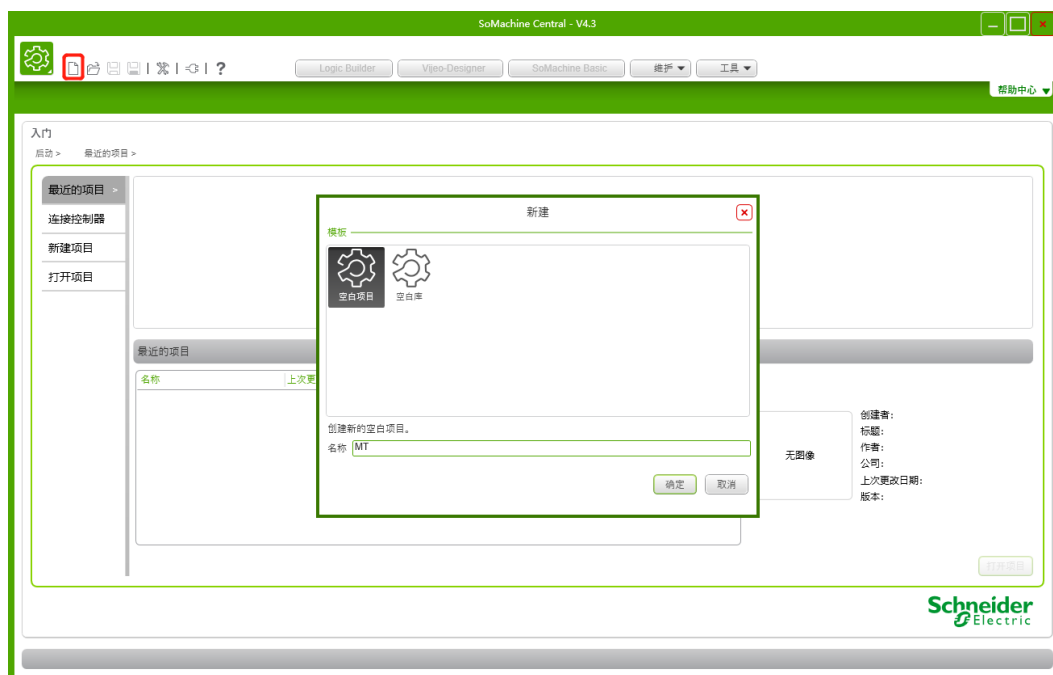 SoMachine Central - V4.3
Logic Builder
Vijeo-Designer
SoMachine Basic
维护
工具
帮助中心
入门
启动 > 最近的项目 >
最近的项目 >
连接控制器
新建项目
打开项目
新建
模板
空白项目
空白库
创建新的空白项目。
名称 MT
确定
取消
最近的项目
名称
上次更
无图像
创建者:
标题:
作者:
公司:
上次更改日期:
版本:
打开项目
Schneider
Electric